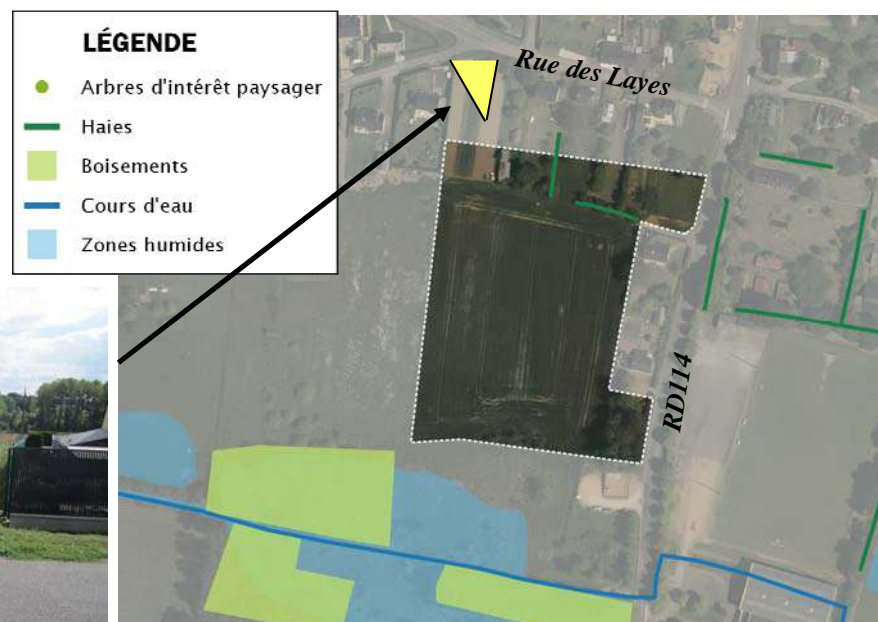 LÉGENDE
Arbres d'intérêt paysager
Haies
Boisements
Cours d'eau
Zones humides
Rue des Layes
RD114